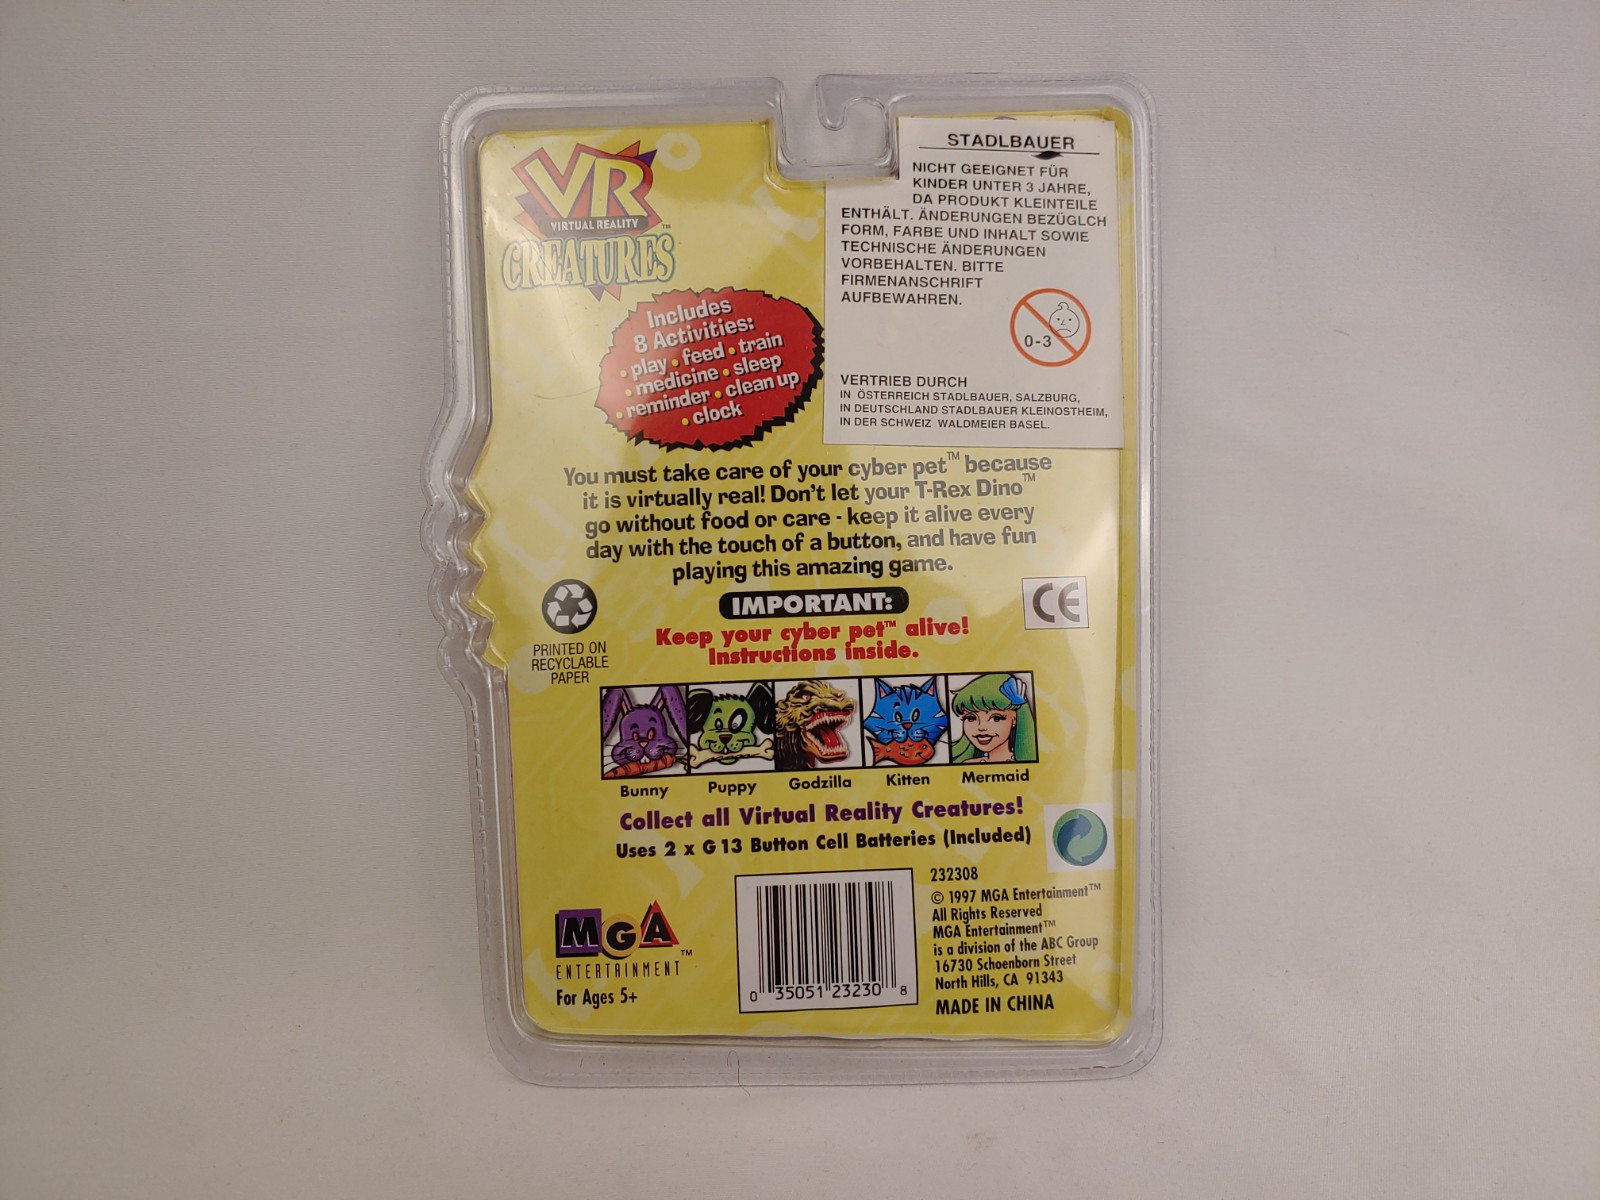 VR
VIRTUAL REALITY
CREATURES™
Includes
8 Activities:
• play • feed • train
• medicine • sleep
• reminder • clean up
• clock
STADLBAUER
NICHT GEEIGNET FÜR
KINDER UNTER 3 JAHRE,
DA PRODUKT KLEINTEILE
ENTHÄLT. ÄNDERUNGEN BEZÜGLCH
FORM, FARBE UND INHALT SOWIE
TECHNISCHE ÄNDERUNGEN
VORBEHALTEN. BITTE
FIRMENANSCHRIFT
AUFBEWAHREN.
0-3
VERTRIEB DURCH
IN ÖSTERREICH STADLBAUER, SALZBURG,
IN DEUTSCHLAND STADLBAUER KLEINOSTHEIM,
IN DER SCHWEIZ WALDMEIER BASEL.
You must take care of your cyber pet™ because
it is virtually real! Don't let your T-Rex Dino™
go without food or care - keep it alive every
day with the touch of a button, and have fun
playing this amazing game.
IMPORTANT:
Keep your cyber pet™ alive!
Instructions inside.
PRINTED ON
RECYCLABLE
PAPER
CE
Bunny Puppy Godzilla Kitten Mermaid
Collect all Virtual Reality Creatures!
Uses 2 x G13 Button Cell Batteries (Included)
MGA
ENTERTAINMENT™
For Ages 5+
0 35051 23230 8
232308
© 1997 MGA Entertainment™
All Rights Reserved
MGA Entertainment™
is a division of the ABC Group
16730 Schoenborn Street
North Hills, CA 91343
MADE IN CHINA